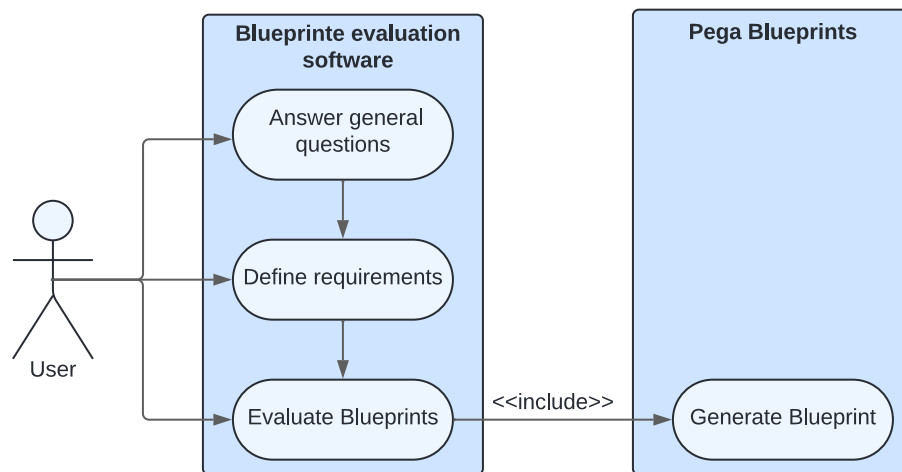 Blueprinte evaluation
software
Pega Blueprints
Answer general
questions
Define requirements
User
Evaluate Blueprints
<<include>>
Generate Blueprint